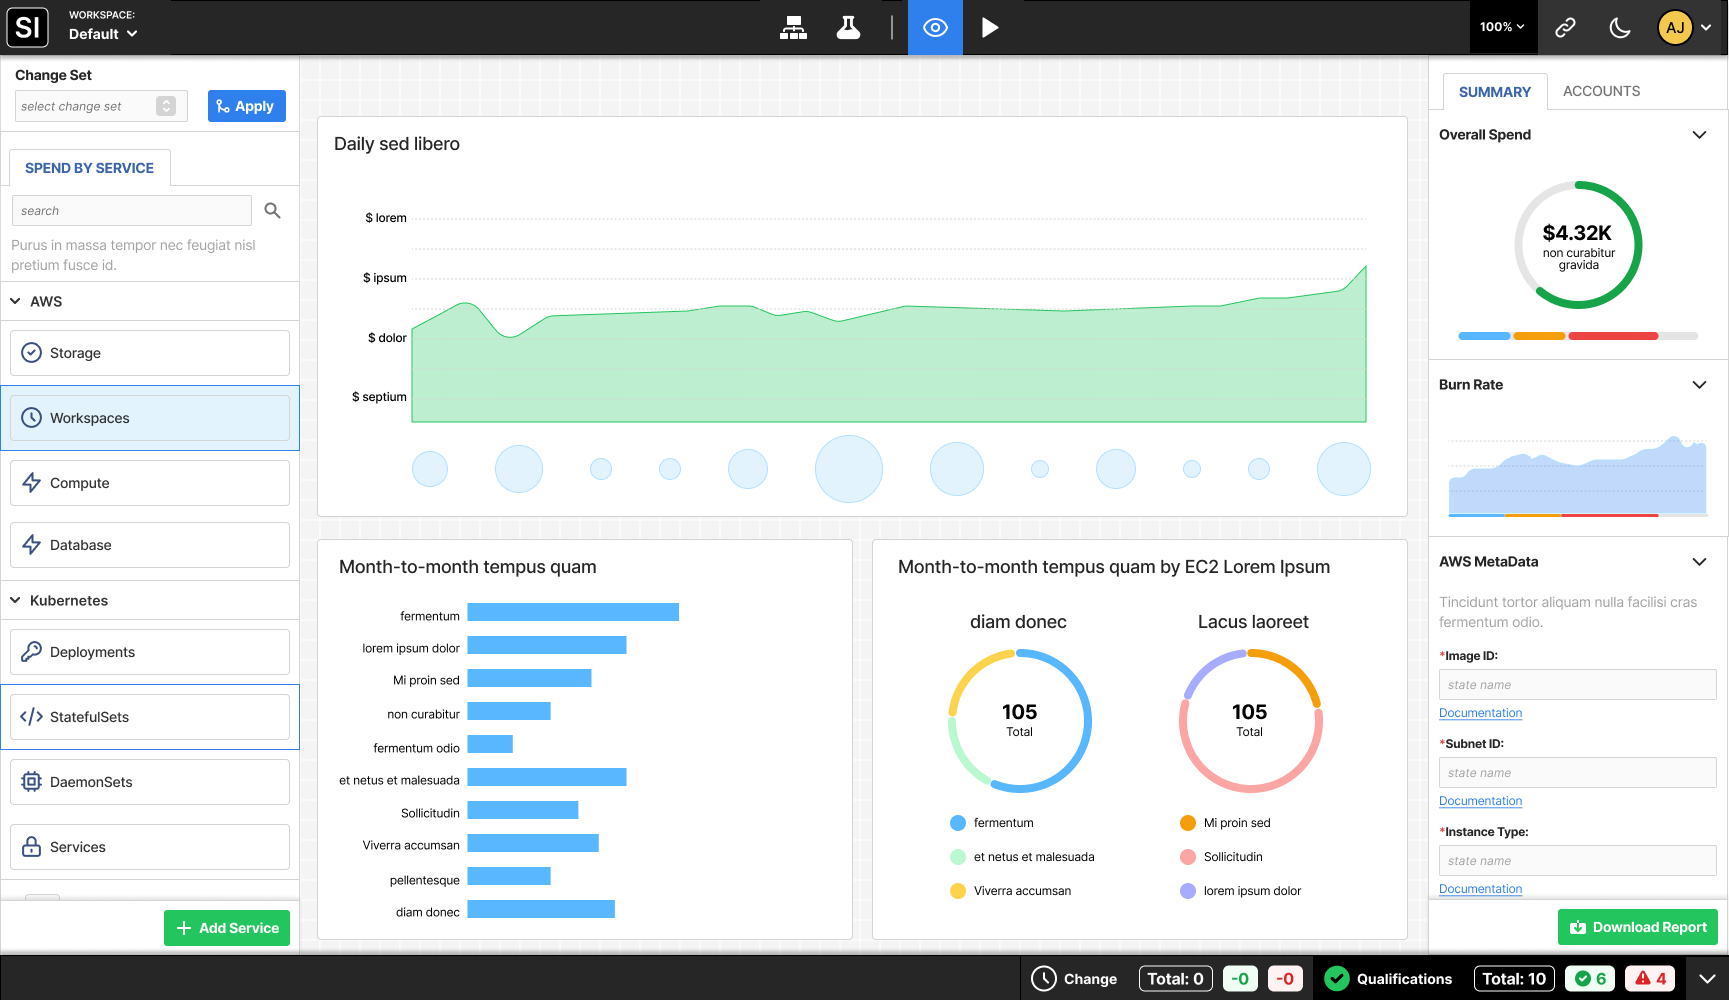 SI
WORKSPACE:
Default
100%
AJ
Change Set
select change set
Apply
SPEND BY SERVICE
search
Purus in massa tempor nec feugiat nisl
pretium fusce id.
AWS
Storage
Workspaces
Compute
Database
Kubernetes
Deployments
StatefulSets
DaemonSets
Services
Add Service
Daily sed libero
$ lorem
$ ipsum
$ dolor
$ septium
Month-to-month tempus quam
fermentum
lorem ipsum dolor
Mi proin sed
non curabitur
fermentum odio
et netus et malesuada
Sollicitudin
Viverra accumsan
pellentesque
diam donec
Month-to-month tempus quam by EC2 Lorem Ipsum
diam donec
105
Total
fermentum
et netus et malesuada
Viverra accumsan
Lacus laoreet
105
Total
Mi proin sed
Sollicitudin
lorem ipsum dolor
SUMMARY
ACCOUNTS
Overall Spend
$4.32K
non curabitur
gravida
Burn Rate
AWS MetaData
Tincidunt tortor aliquam nulla facilisi cras
fermentum odio.
*Image ID:
state name
Documentation
*Subnet ID:
state name
Documentation
*Instance Type:
state name
Documentation
Download Report
Change
Total: 0
-0
-0
Qualifications
Total: 10
6
4